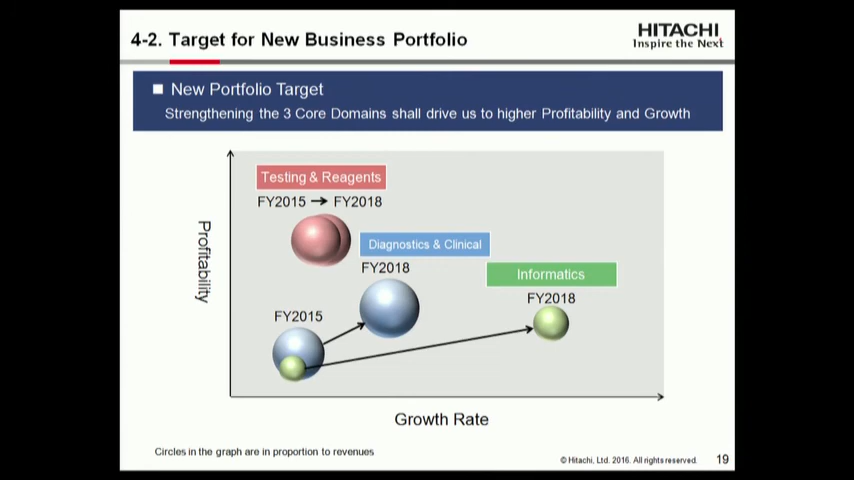 4-2. Target for New Business Portfolio
HITACHI
Inspire the Next
New Portfolio Target
Strengthening the 3 Core Domains shall drive us to higher Profitability and Growth
Testing & Reagents
FY2015 → FY2018
Diagnostics & Clinical
FY2018
Informatics
FY2018
FY2015
Profitability
Growth Rate
Circles in the graph are in proportion to revenues
© Hitachi, Ltd. 2016. All rights reserved.
19